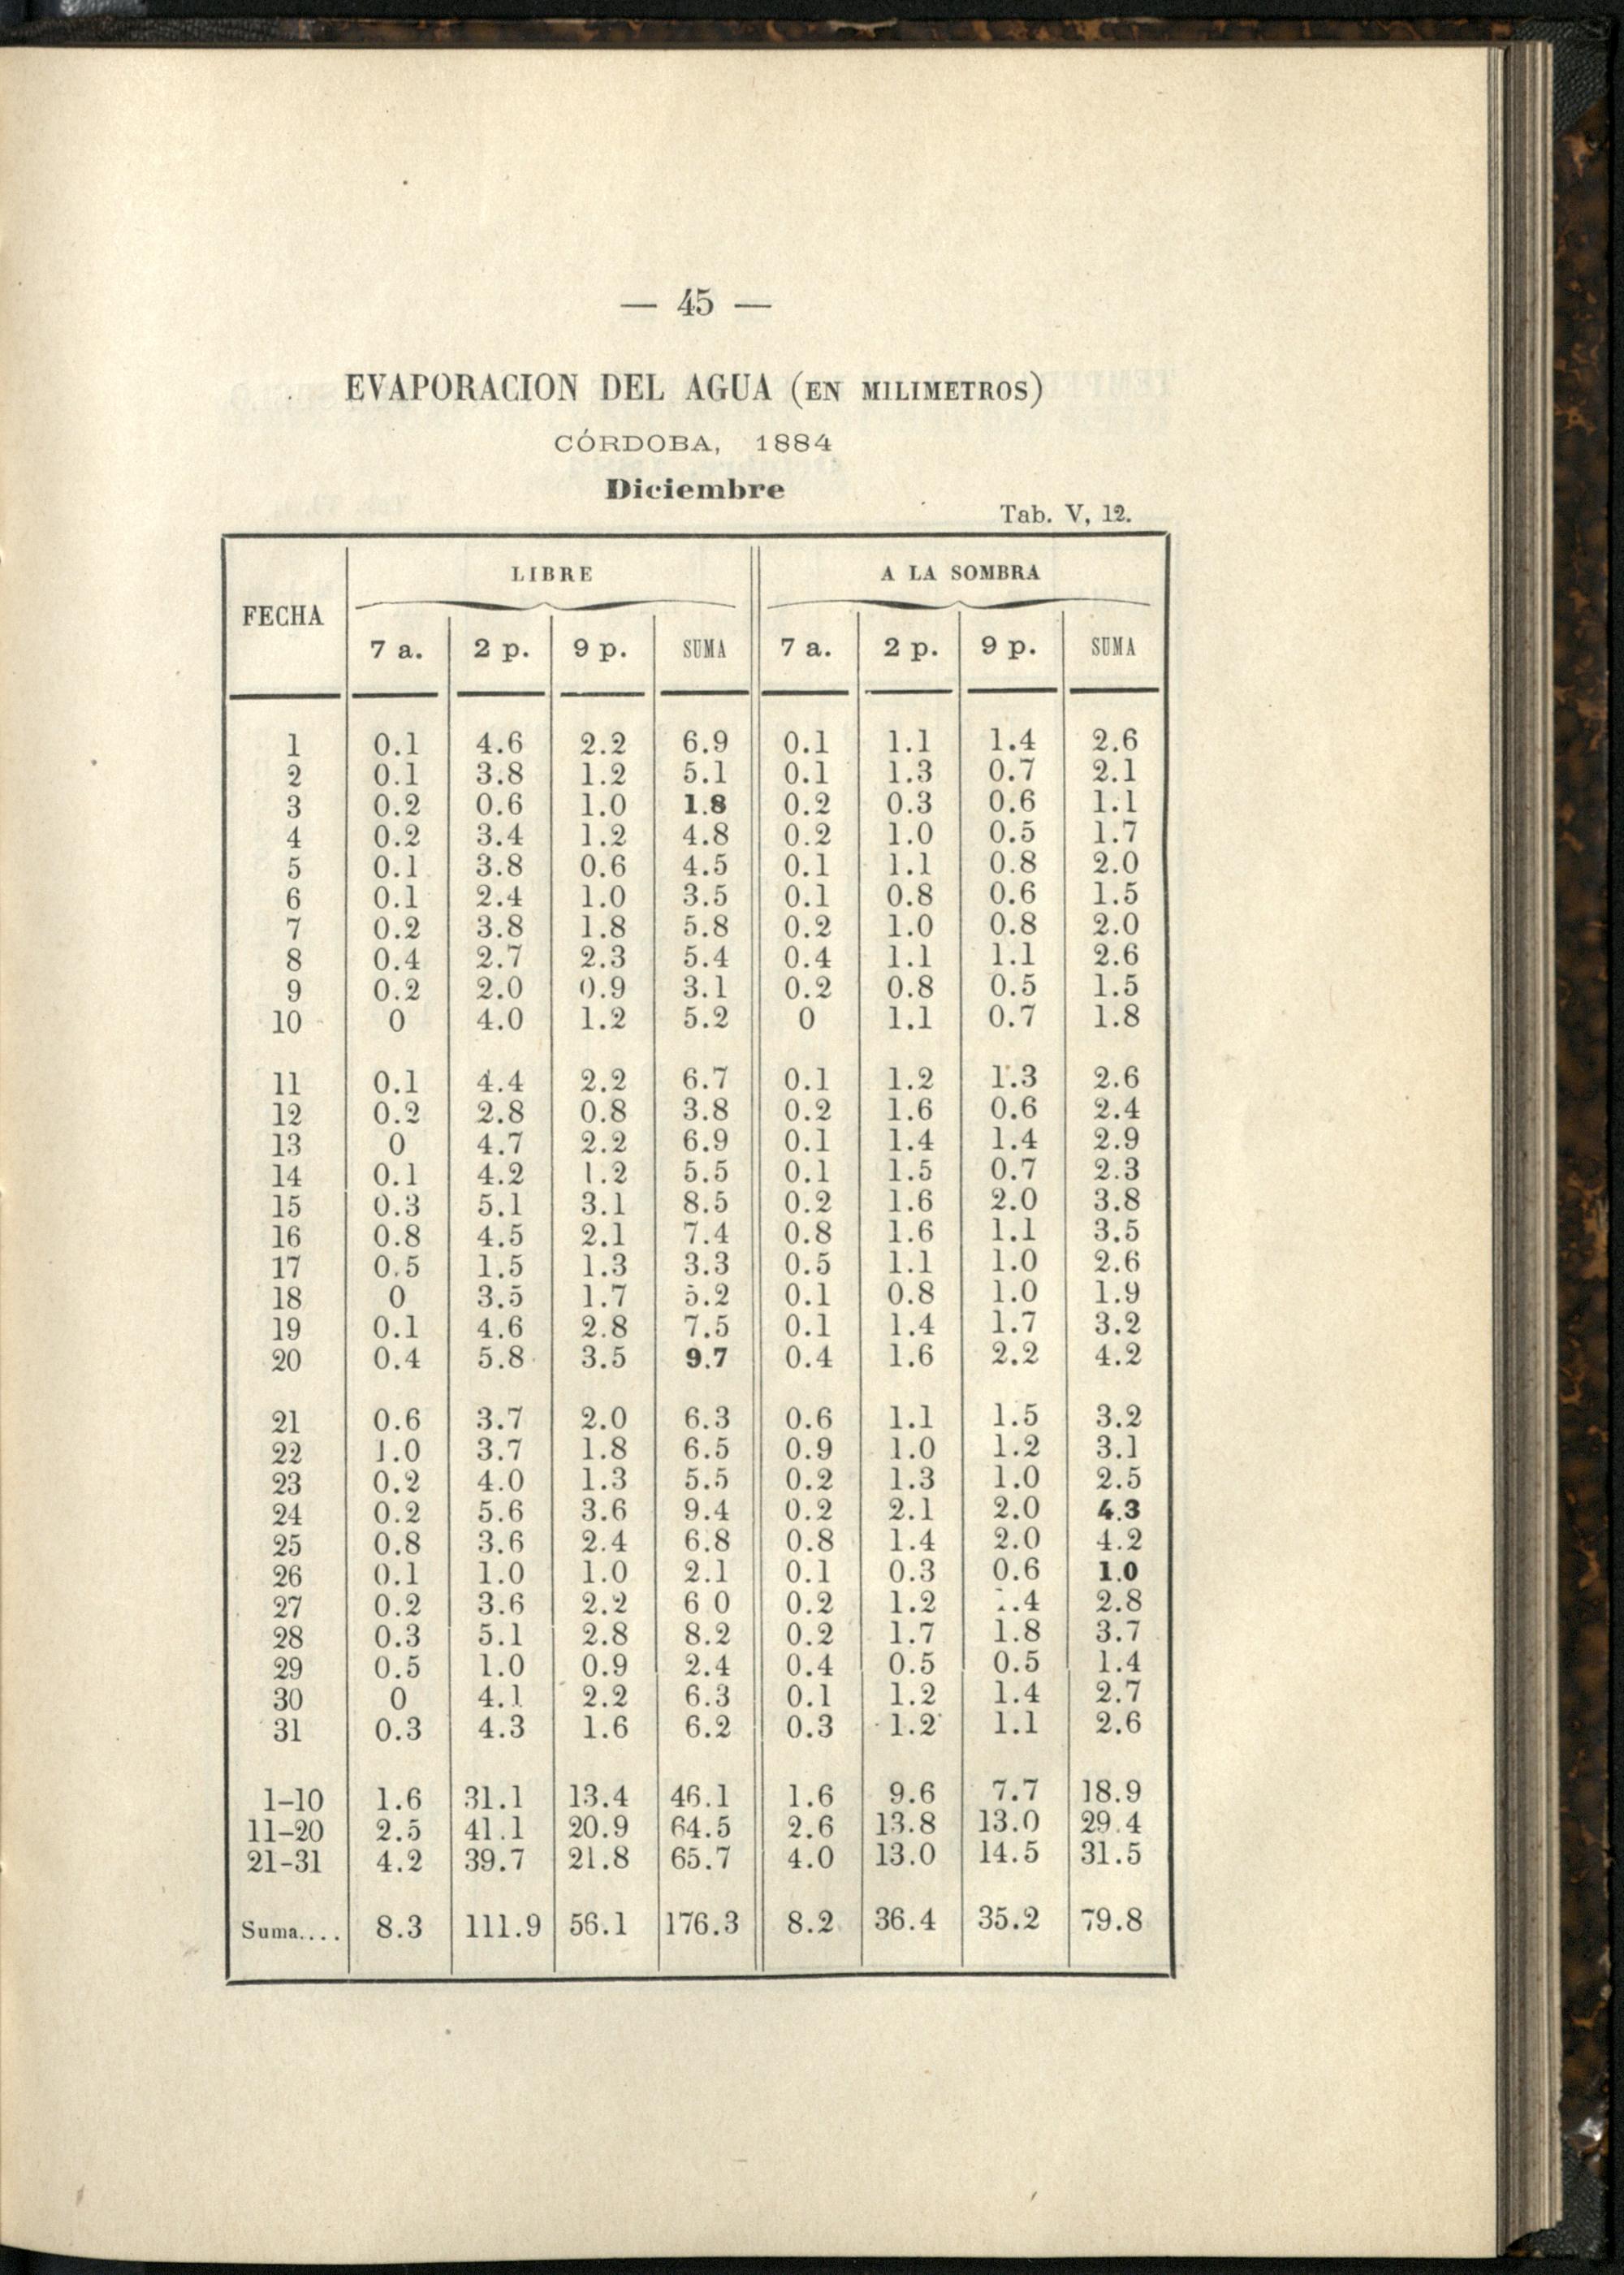 — 45 —
EVAPORACION DEL AGUA (EN MILIMETROS)
CÓRDOBA, 1884
Diciembre
Tab. V, 12.
FECHA LIBRE A LA SOMBRA
7 a. 2 p. 9 p. SUMA 7 a. 2 p. 9 p. SUMA
1 0.1 4.6 2.2 6.9 0.1 1.1 1.4 2.6
2 0.1 3.8 1.2 5.1 0.1 1.3 0.7 2.1
3 0.2 0.6 1.0 1.8 0.2 0.3 0.6 1.1
4 0.2 3.4 1.2 4.8 0.2 1.0 0.5 1.7
5 0.1 3.8 0.6 4.5 0.1 1.1 0.8 2.0
6 0.1 2.4 1.0 3.5 0.1 0.8 0.6 1.5
7 0.2 3.8 1.8 5.8 0.2 1.0 0.8 2.0
8 0.4 2.7 2.3 5.4 0.4 1.1 1.1 2.6
9 0.2 2.0 0.9 3.1 0.2 0.8 0.5 1.5
10 0 4.0 1.2 5.2 0 1.1 0.7 1.8
11 0.1 4.4 2.2 6.7 0.1 1.2 1.3 2.6
12 0.2 2.8 0.8 3.8 0.2 1.6 0.6 2.4
13 0 4.7 2.2 6.9 0.1 1.4 1.4 2.9
14 0.1 4.2 1.2 5.5 0.1 1.5 0.7 2.3
15 0.3 5.1 3.1 8.5 0.2 1.6 2.0 3.8
16 0.8 4.5 2.1 7.4 0.8 1.6 1.1 3.5
17 0.5 1.5 1.3 3.3 0.5 1.1 1.0 2.6
18 0 3.5 1.7 5.2 0.1 0.8 1.0 1.9
19 0.1 4.6 2.8 7.5 0.1 1.4 1.7 3.2
20 0.4 5.8 3.5 9.7 0.4 1.6 2.2 4.2
21 0.6 3.7 2.0 6.3 0.6 1.1 1.5 3.2
22 1.0 3.7 1.8 6.5 0.9 1.0 1.2 3.1
23 0.2 4.0 1.3 5.5 0.2 1.3 1.0 2.5
24 0.2 5.6 3.6 9.4 0.2 2.1 2.0 4.3
25 0.8 3.6 2.4 6.8 0.8 1.4 2.0 4.2
26 0.1 1.0 1.0 2.1 0.1 0.3 0.6 1.0
27 0.2 3.6 2.2 6 0 0.2 1.2 1.4 2.8
28 0.3 5.1 2.8 8.2 0.2 1.7 1.8 3.7
29 0.5 1.0 0.9 2.4 0.4 0.5 0.5 1.4
30 0 4.1 2.2 6.3 0.1 1.2 1.4 2.7
31 0.3 4.3 1.6 6.2 0.3 1.2 1.1 2.6
1–10 1.6 31.1 13.4 46.1 1.6 9.6 7.7 18.9
11–20 2.5 41.1 20.9 64.5 2.6 13.8 13.0 29.4
21-31 4.2 39.7 21.8 65.7 4.0 13.0 14.5 31.5
Suma.... 8.3 111.9 56.1 176.3 8.2 36.4 35.2 79.8